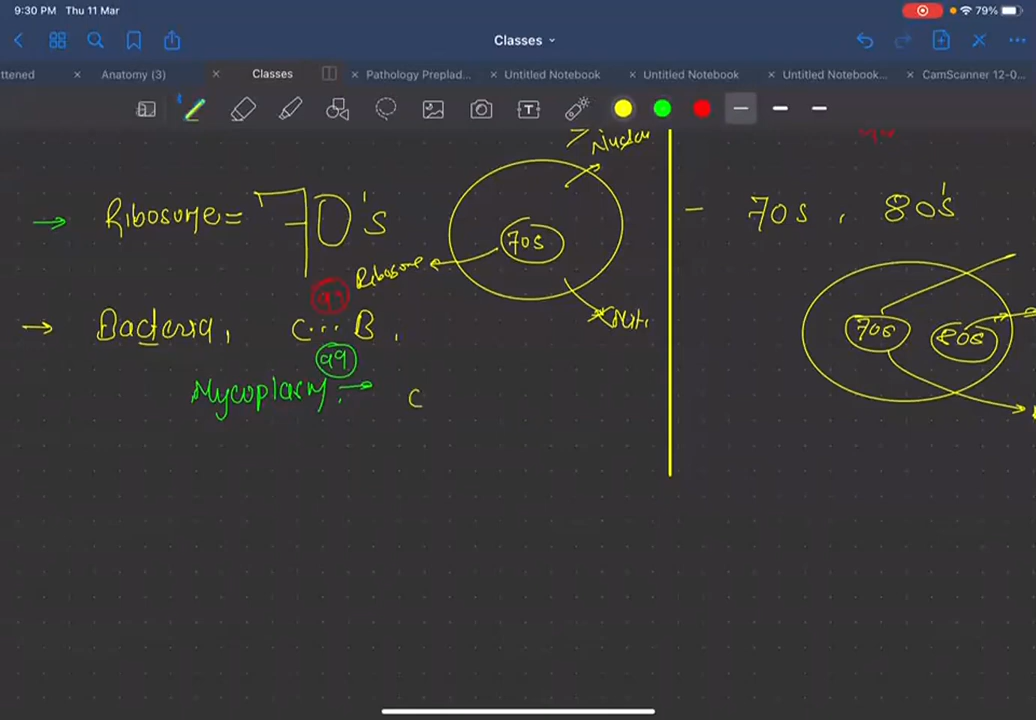 9:30 PM Thu 11 Mar
79%
Classes
ttened
Anatomy (3)
Classes
Pathology Preplad...
Untitled Notebook
Untitled Notebook
Untitled Notebook...
CamScanner 12-0...
T
Ribosome = 70's
70s
Ribosome
Bacteria, C...B,
Mycoplasm. → C
- 70s, 80's
70s 80s